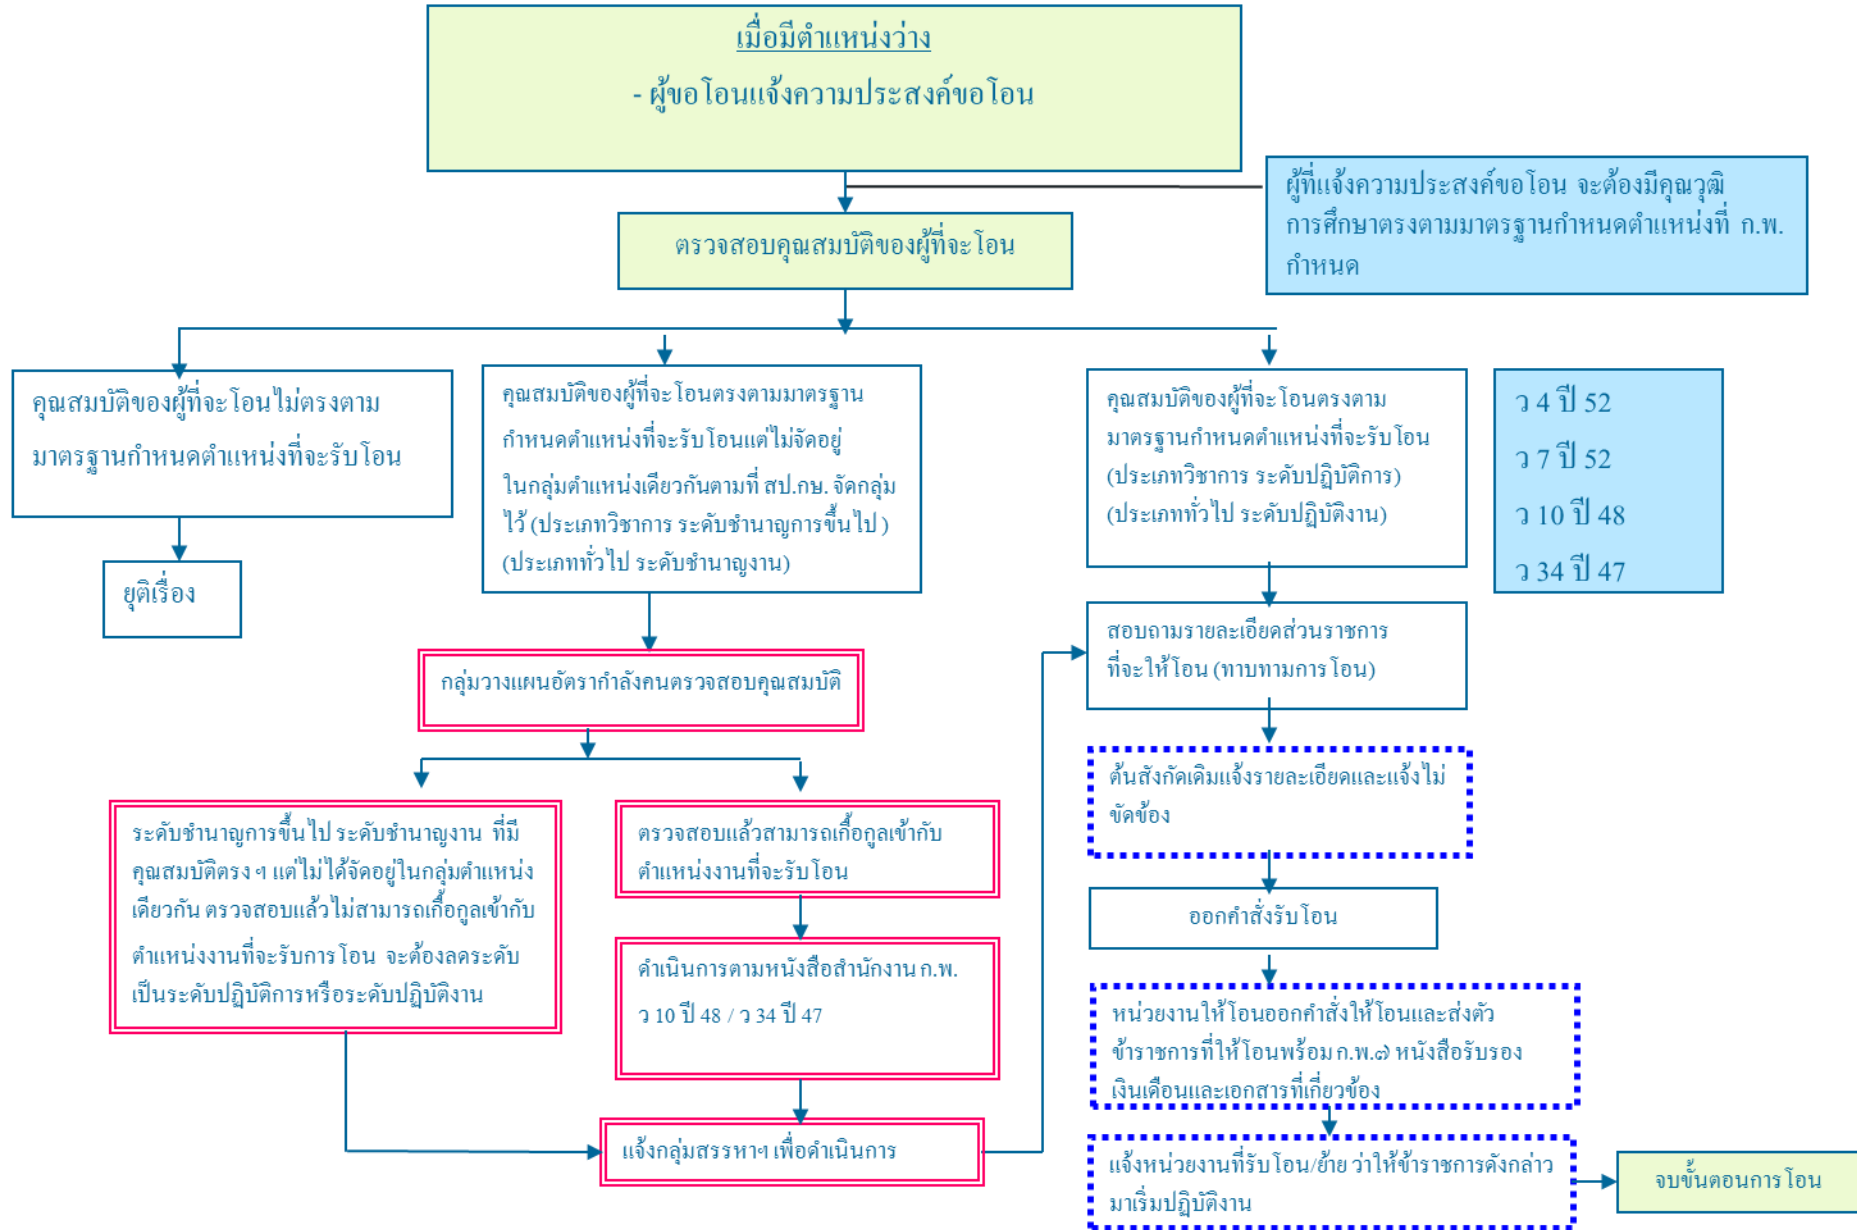 เมื่อมีตำแหน่งว่าง
- ผู้ขอโอนแจ้งความประสงค์ขอโอน
ผู้ที่แจ้งความประสงค์ขอโอน จะต้องมีคุณวุฒิ
การศึกษาตรงตามมาตรฐานกำหนดตำแหน่งที่ ก.พ.
กำหนด
ตรวจสอบคุณสมบัติของผู้ที่จะโอน
คุณสมบัติของผู้ที่จะโอนไม่ตรงตาม
มาตรฐานกำหนดตำแหน่งที่จะรับโอน
ยุติเรื่อง
คุณสมบัติของผู้ที่จะโอนตรงตามมาตรฐาน
กำหนดตำแหน่งที่จะรับโอนแต่ไม่จัดอยู่
ในกลุ่มตำแหน่งเดียวกันตามที่ สป.กษ. จัดกลุ่ม
ไว้ (ประเภทวิชาการ ระดับชำนาญการขึ้นไป )
(ประเภททั่วไป ระดับชำนาญงาน)
คุณสมบัติของผู้ที่จะโอนตรงตาม
มาตรฐานกำหนดตำแหน่งที่จะรับโอน
(ประเภทวิชาการ ระดับปฏิบัติการ)
(ประเภททั่วไป ระดับปฏิบัติงาน)
ว 4 ปี 52
ว 7 ปี 52
ว 10 ปี 48
ว 34 ปี 47
กลุ่มวางแผนอัตรากำลังคนตรวจสอบคุณสมบัติ
ระดับชำนาญการขึ้นไป ระดับชำนาญงาน ที่มี
คุณสมบัติตรง ฯ แต่ไม่ได้จัดอยู่ในกลุ่มตำแหน่ง
เดียวกัน ตรวจสอบแล้วไม่สามารถเกื้อกูลเข้ากับ
ตำแหน่งงานที่จะรับการโอน จะต้องลดระดับ
เป็นระดับปฏิบัติการหรือระดับปฏิบัติงาน
ตรวจสอบแล้วสามารถเกื้อกูลเข้ากับ
ตำแหน่งงานที่จะรับโอน
ดำเนินการตามหนังสือสำนักงาน ก.พ.
ว 10 ปี 48 / ว 34 ปี 47
แจ้งกลุ่มสรรหาฯ เพื่อดำเนินการ
สอบถามรายละเอียดส่วนราชการ
ที่จะให้โอน (ทาบทามการโอน)
ต้นสังกัดเดิมแจ้งรายละเอียดและแจ้งไม่
ขัดข้อง
ออกคำสั่งรับโอน
หน่วยงานให้โอนออกคำสั่งให้โอนและส่งตัว
ข้าราชการที่ให้โอนพร้อม ก.พ.๗ หนังสือรับรอง
เงินเดือนและเอกสารที่เกี่ยวข้อง
แจ้งหน่วยงานที่รับโอน/ย้าย ว่าให้ข้าราชการดังกล่าว
มาเริ่มปฏิบัติงาน
จบขั้นตอนการโอน